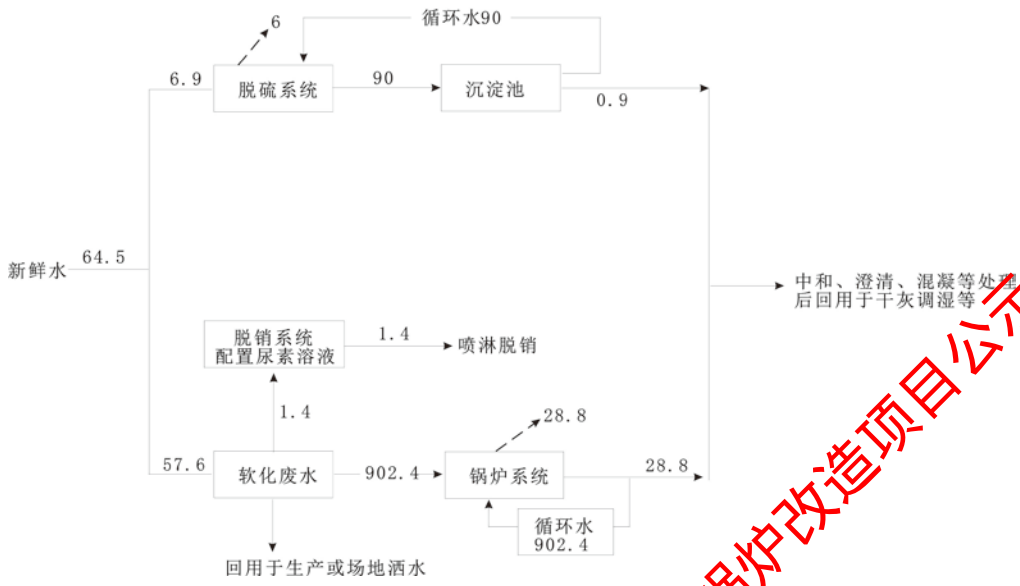 循环水90
6
6.9
脱硫系统
90
沉淀池
0.9
新鲜水
64.5
中和、澄清、混凝等处理
后回用于干灰调湿等
脱销系统
配置尿素溶液
1.4
喷淋脱销
1.4
28.8
57.6
软化废水
902.4
锅炉系统
28.8
循环水
902.4
回用于生产或场地洒水
锅炉改造项目公示